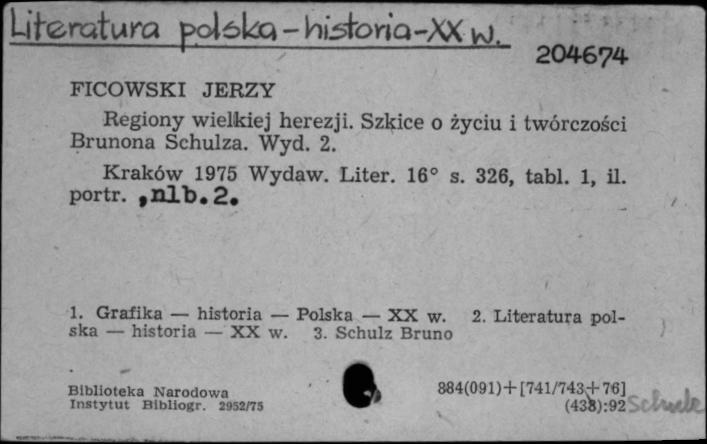 Literatura polska-historia-XX w.
204674
FICOWSKI JERZY
Regiony wielkiej herezji. Szkice o życiu i twórczości
Brunona Schulza. Wyd. 2.
Kraków 1975 Wydaw. Liter. 16° s. 326, tabl. 1, il.
portr. , nlb. 2.
1. Grafika — historia — Polska — XX w. 2. Literatura pol-
ska — historia — XX w. 3. Schulz Bruno
Biblioteka Narodowa 884(091)+[741/743+76]
Instytut Bibliogr. 2952/75 (438):92